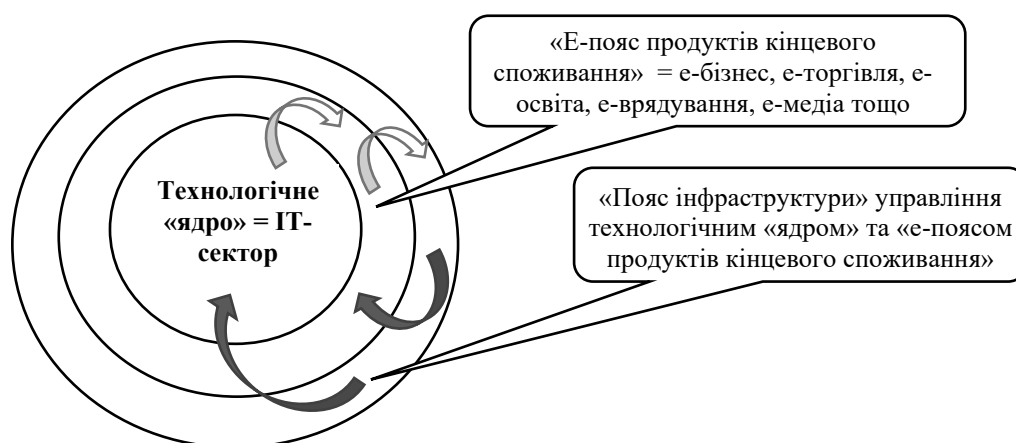 «Е-пояс продуктів кінцевого
споживання» = е-бізнес, е-торгівля, е-
освіта, е-врядування, е-медіа тощо
Технологічне
«ядро» = ІТ-
сектор
«Пояс інфраструктури» управління
технологічним «ядром» та «е-поясом
продуктів кінцевого споживання»